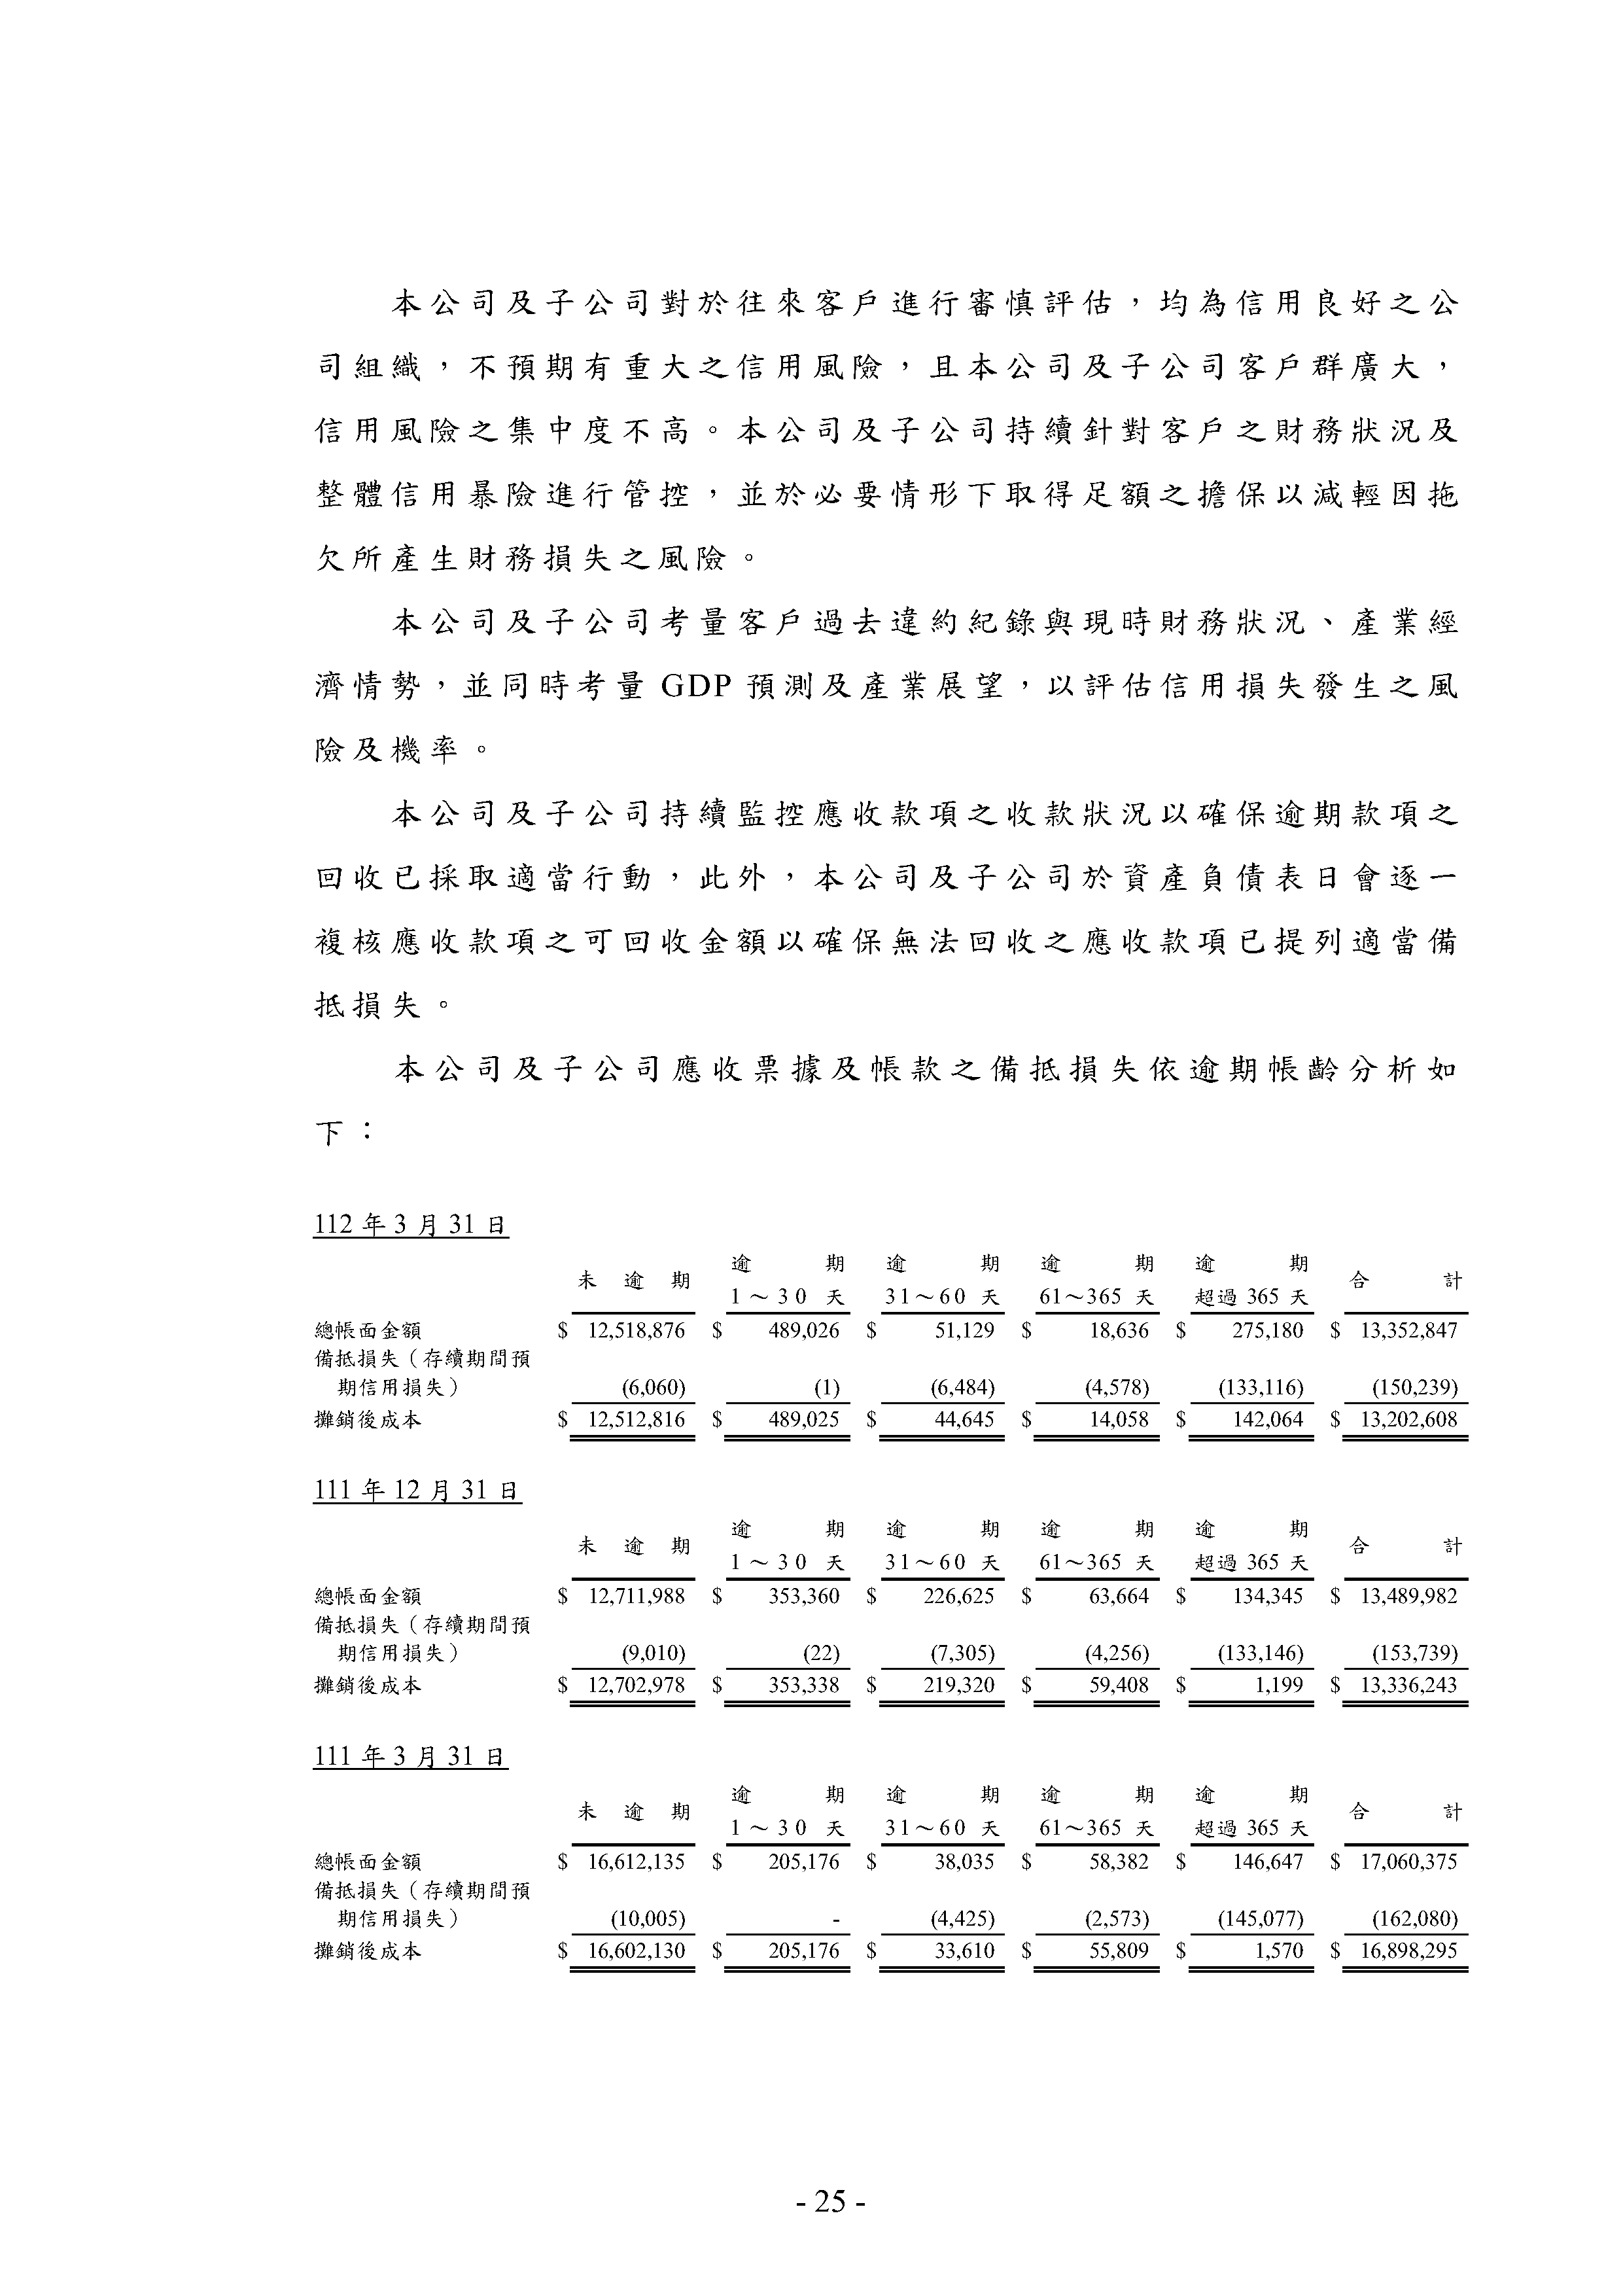 本公司及子公司對於往來客戶進行審慎評估，均為信用良好之公
司組織，不預期有重大之信用風險，且本公司及子公司客戶群廣大，
信用風險之集中度不高。本公司及子公司持續針對客戶之財務狀況及
整體信用暴險進行管控，並於必要情形下取得足額之擔保以減輕因拖
欠所產生財務損失之風險。
本公司及子公司考量客戶過去違約紀錄與現時財務狀況、產業經
濟情勢，並同時考量 GDP 預測及產業展望，以評估信用損失發生之風
險及機率。
本公司及子公司持續監控應收款項之收款狀況以確保逾期款項之
回收已採取適當行動，此外，本公司及子公司於資產負債表日會逐一
複核應收款項之可回收金額以確保無法回收之應收款項已提列適當備
抵損失。
本公司及子公司應收票據及帳款之備抵損失依逾期帳齡分析如
下：
112 年 3 月 31 日
逾期 逾期 逾期 逾期
未逾期 合計
1～30 天 31～60 天 61～365 天 超過 365 天
總帳面金額 $ 12,518,876 $ 489,026 $ 51,129 $ 18,636 $ 275,180 $ 13,352,847
備抵損失（存續期間預
期信用損失） (6,060) (1) (6,484) (4,578) (133,116) (150,239)
攤銷後成本 $ 12,512,816 $ 489,025 $ 44,645 $ 14,058 $ 142,064 $ 13,202,608
111 年 12 月 31 日
逾期 逾期 逾期 逾期
未逾期 合計
1～30 天 31～60 天 61～365 天 超過 365 天
總帳面金額 $ 12,711,988 $ 353,360 $ 226,625 $ 63,664 $ 134,345 $ 13,489,982
備抵損失（存續期間預
期信用損失） (9,010) (22) (7,305) (4,256) (133,146) (153,739)
攤銷後成本 $ 12,702,978 $ 353,338 $ 219,320 $ 59,408 $ 1,199 $ 13,336,243
111 年 3 月 31 日
逾期 逾期 逾期 逾期
未逾期 合計
1～30 天 31～60 天 61～365 天 超過 365 天
總帳面金額 $ 16,612,135 $ 205,176 $ 38,035 $ 58,382 $ 146,647 $ 17,060,375
備抵損失（存續期間預
期信用損失） (10,005) - (4,425) (2,573) (145,077) (162,080)
攤銷後成本 $ 16,602,130 $ 205,176 $ 33,610 $ 55,809 $ 1,570 $ 16,898,295
- 25 -